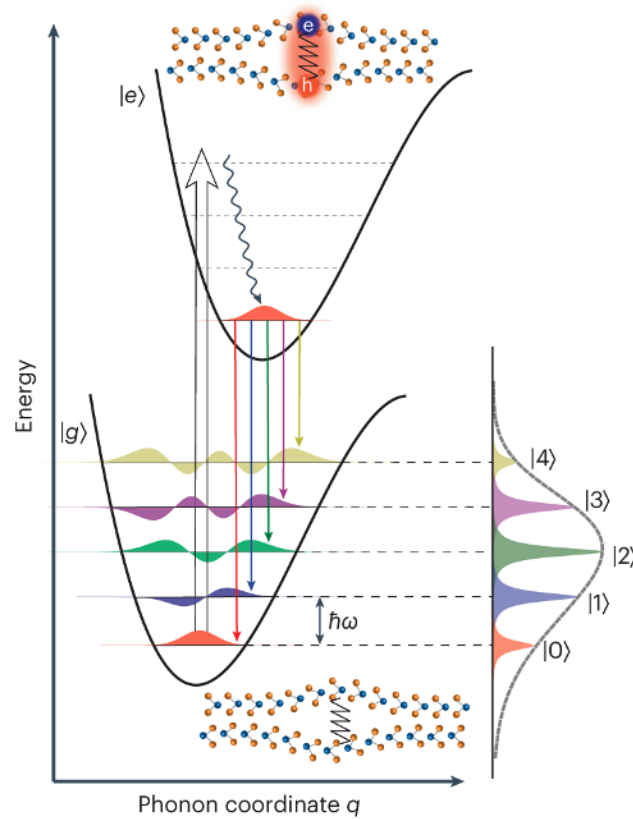 e
h
|e⟩
Energy
|g⟩
|4⟩
|3⟩
|2⟩
|1⟩
ħω
|0⟩
Phonon coordinate q